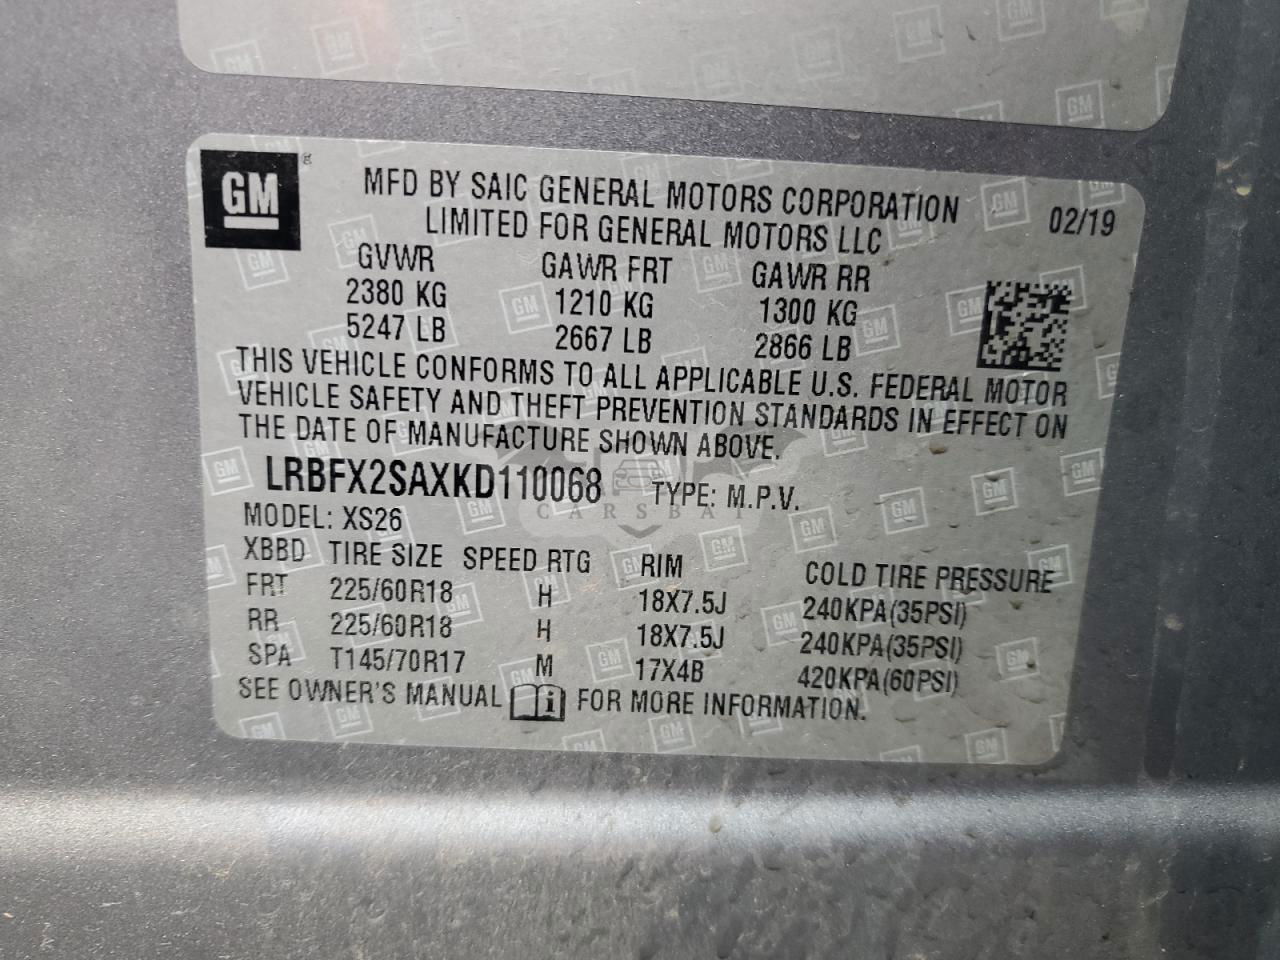 GM
MFD BY SAIC GENERAL MOTORS CORPORATION
LIMITED FOR GENERAL MOTORS LLC
02/19
GVWR GAWR FRT GAWR RR
2380 KG 1210 KG 1300 KG
5247 LB 2667 LB 2866 LB
THIS VEHICLE CONFORMS TO ALL APPLICABLE U.S. FEDERAL MOTOR
VEHICLE SAFETY AND THEFT PREVENTION STANDARDS IN EFFECT ON
THE DATE OF MANUFACTURE SHOWN ABOVE.
LRBFX2SAXKD110068 TYPE: M.P.V.
CARSBAT
MODEL: XS26
XBBD TIRE SIZE SPEED RTG RIM COLD TIRE PRESSURE
FRT 225/60R18 H 18X7.5J 240KPA(35PSI)
RR 225/60R18 H 18X7.5J 240KPA(35PSI)
SPA T145/70R17 M 17X4B 420KPA(60PSI)
SEE OWNER'S MANUAL i FOR MORE INFORMATION.